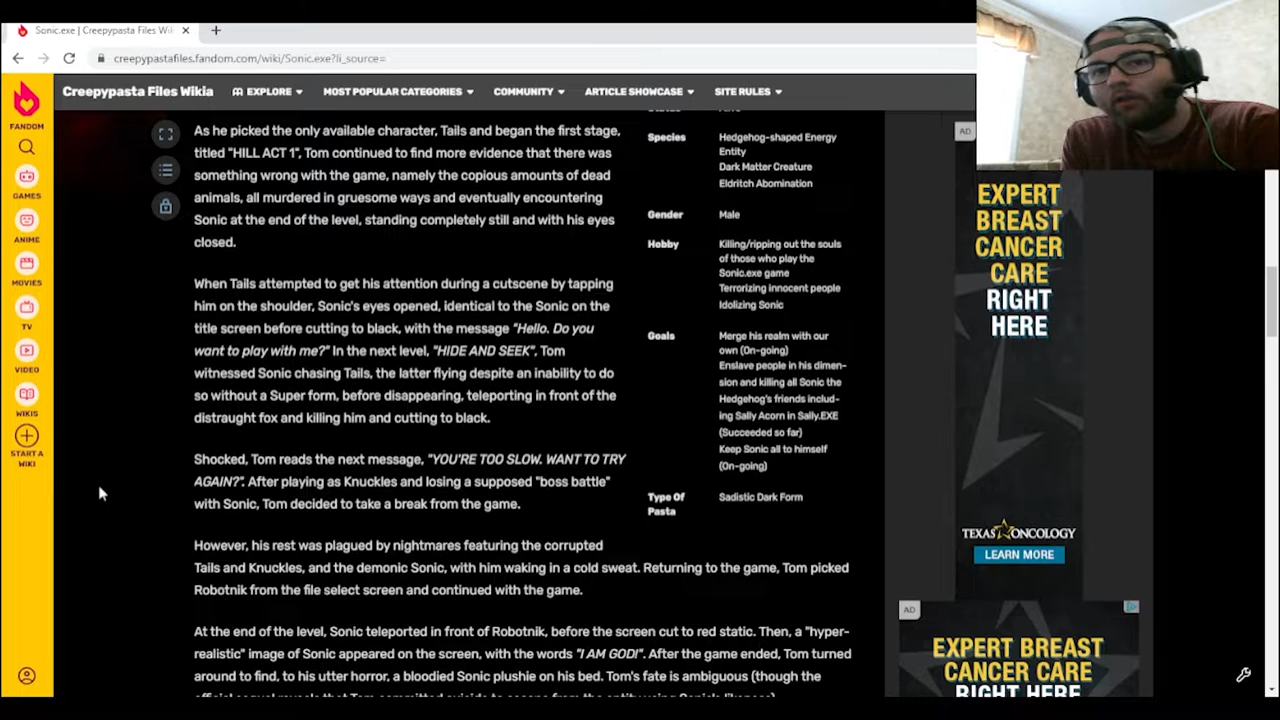 Sonic.exe | Creepypasta Files Wi
creepypastafiles.fandom.com/wiki/Sonic.exe?li_source=
FANDOM
GAMES
ANIME
MOVIES
TV
VIDEO
WIKIS
START A
WIKI
Creepypasta Files Wikia
EXPLORE
MOST POPULAR CATEGORIES
COMMUNITY
ARTICLE SHOWCASE
SITE RULES
As he picked the only available character, Tails and began the first stage,
titled "HILL ACT 1", Tom continued to find more evidence that there was
something wrong with the game, namely the copious amounts of dead
animals, all murdered in gruesome ways and eventually encountering
Sonic at the end of the level, standing completely still and with his eyes
closed.
When Tails attempted to get his attention during a cutscene by tapping
him on the shoulder, Sonic's eyes opened, identical to the Sonic on the
title screen before cutting to black, with the message "Hello. Do you
want to play with me?" In the next level, "HIDE AND SEEK", Tom
witnessed Sonic chasing Tails, the latter flying despite an inability to do
so without a Super form, before disappearing, teleporting in front of the
distraught fox and killing him and cutting to black.
Shocked, Tom reads the next message, "YOU'RE TOO SLOW. WANT TO TRY
AGAIN?". After playing as Knuckles and losing a supposed "boss battle"
with Sonic, Tom decided to take a break from the game.
However, his rest was plagued by nightmares featuring the corrupted
Tails and Knuckles, and the demonic Sonic, with him waking in a cold sweat. Returning to the game, Tom picked
Robotnik from the file select screen and continued with the game.
At the end of the level, Sonic teleported in front of Robotnik, before the screen cut to red static. Then, a "hyper-
realistic" image of Sonic appeared on the screen, with the words "I AM GOD!". After the game ended, Tom turned
around to find, to his utter horror, a bloodied Sonic plushie on his bed. Tom's fate is ambiguous (though the
official sequel reveals that Tom committed suicide to escape from the entity using Sonic's likeness)
Species
Hedgehog-shaped Energy
Entity
Dark Matter Creature
Eldritch Abomination
Gender
Male
Hobby
Killing/ripping out the souls
of those who play the
Sonic.exe game
Terrorizing innocent people
Idolizing Sonic
Goals
Merge his realm with our
own (On-going)
Enslave people in his dimen-
sion and killing all Sonic the
Hedgehog's friends includ-
ing Sally Acorn in Sally.EXE
(Succeeded so far)
Keep Sonic all to himself
(On-going)
Type Of
Pasta
Sadistic Dark Form
AD
EXPERT
BREAST
CANCER
CARE
RIGHT
HERE
TEXAS ONCOLOGY
LEARN MORE
AD
EXPERT BREAST
CANCER CARE
RIGHT HERE